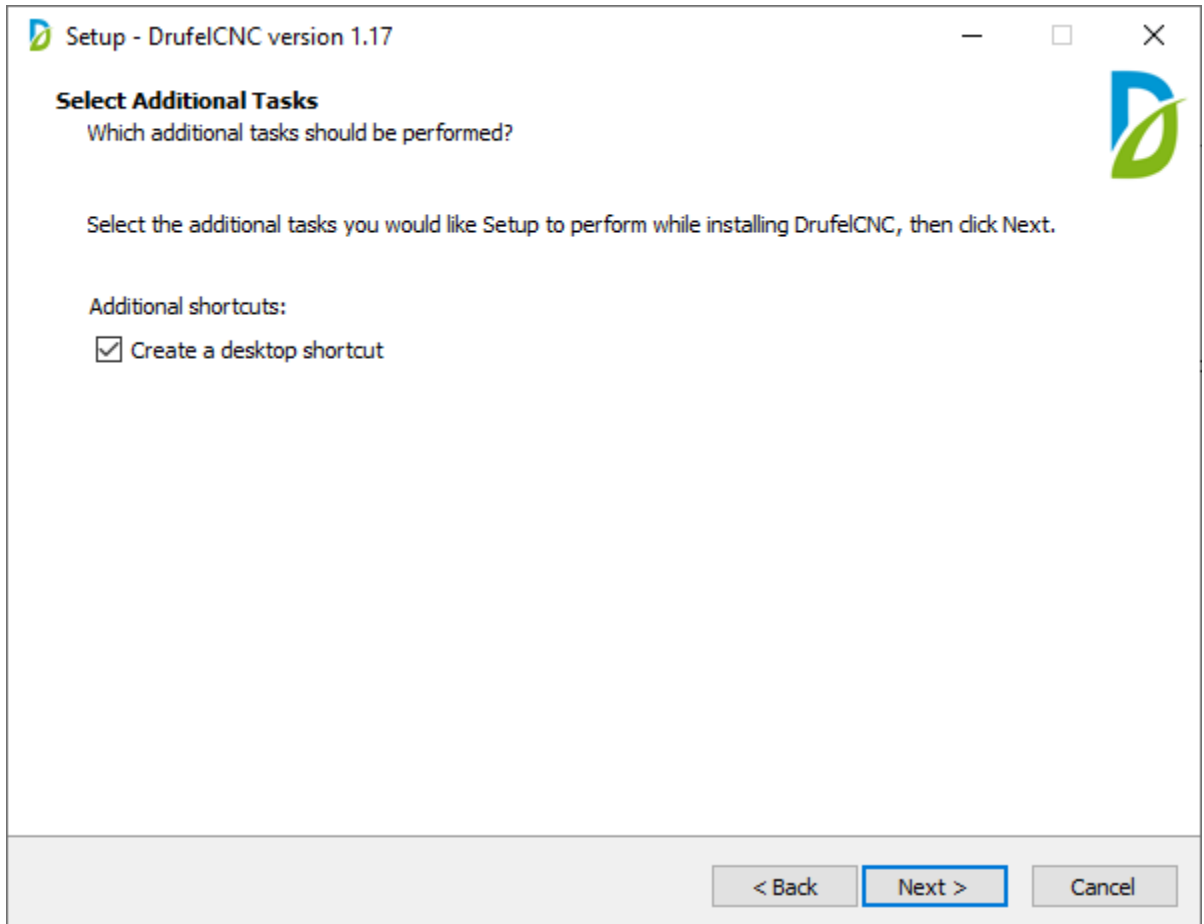 Setup - DrufelCNC version 1.17
Select Additional Tasks
Which additional tasks should be performed?
Select the additional tasks you would like Setup to perform while installing DrufelCNC, then click Next.
Additional shortcuts:
Create a desktop shortcut
< Back Next > Cancel